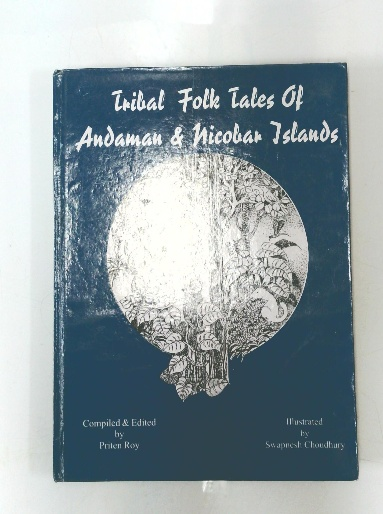 Tribal Folk Tales Of
Andaman & Nicobar Islands
Compiled & Edited
by
Priten Roy
Illustrated
by
Swapnesh Choudhury